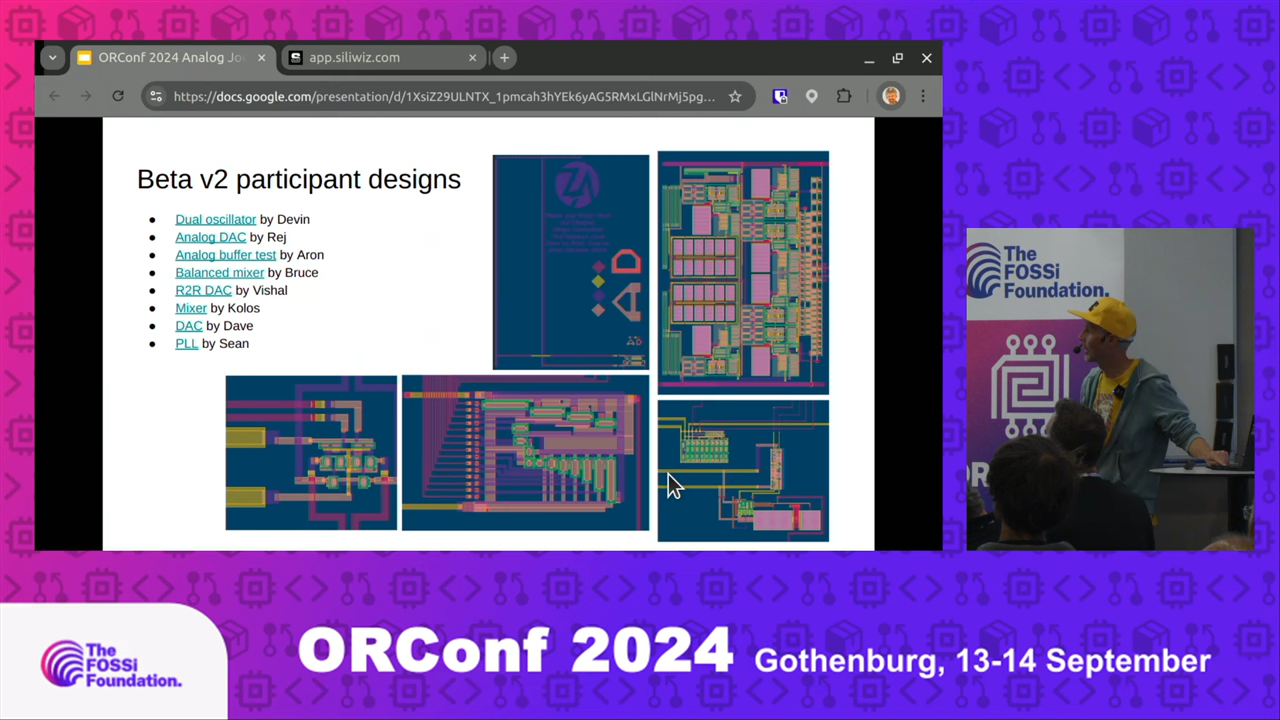 ORConf 2024 Analog Jo
app.siliwiz.com
https://docs.google.com/presentation/d/1XsiZ29ULNTX_1pmcah3hYEk6yAG5RMxLGlNrMj5pg...
Beta v2 participant designs
Dual oscillator by Devin
Analog DAC by Rej
Analog buffer test by Aron
Balanced mixer by Bruce
R2R DAC by Vishal
Mixer by Kolos
DAC by Dave
PLL by Sean
The
FOSSi
Foundation.
The
FOSSi
Foundation.
ORConf 2024 Gothenburg, 13-14 September